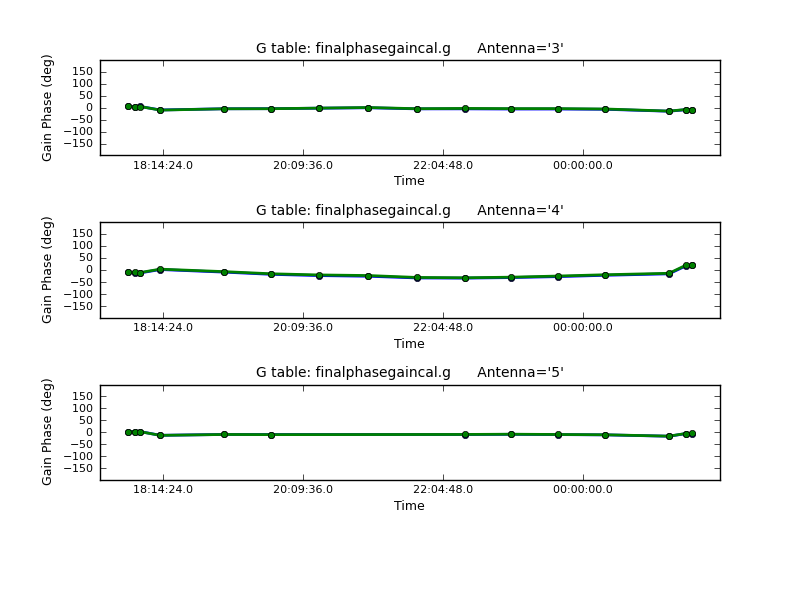 G table: finalphasegaincal.g Antenna='3'
Gain Phase (deg)
150
100
50
0
−50
−100
−150
18:14:24.0 20:09:36.0 22:04:48.0 00:00:00.0
Time
G table: finalphasegaincal.g Antenna='4'
Gain Phase (deg)
150
100
50
0
−50
−100
−150
18:14:24.0 20:09:36.0 22:04:48.0 00:00:00.0
Time
G table: finalphasegaincal.g Antenna='5'
Gain Phase (deg)
150
100
50
0
−50
−100
−150
18:14:24.0 20:09:36.0 22:04:48.0 00:00:00.0
Time